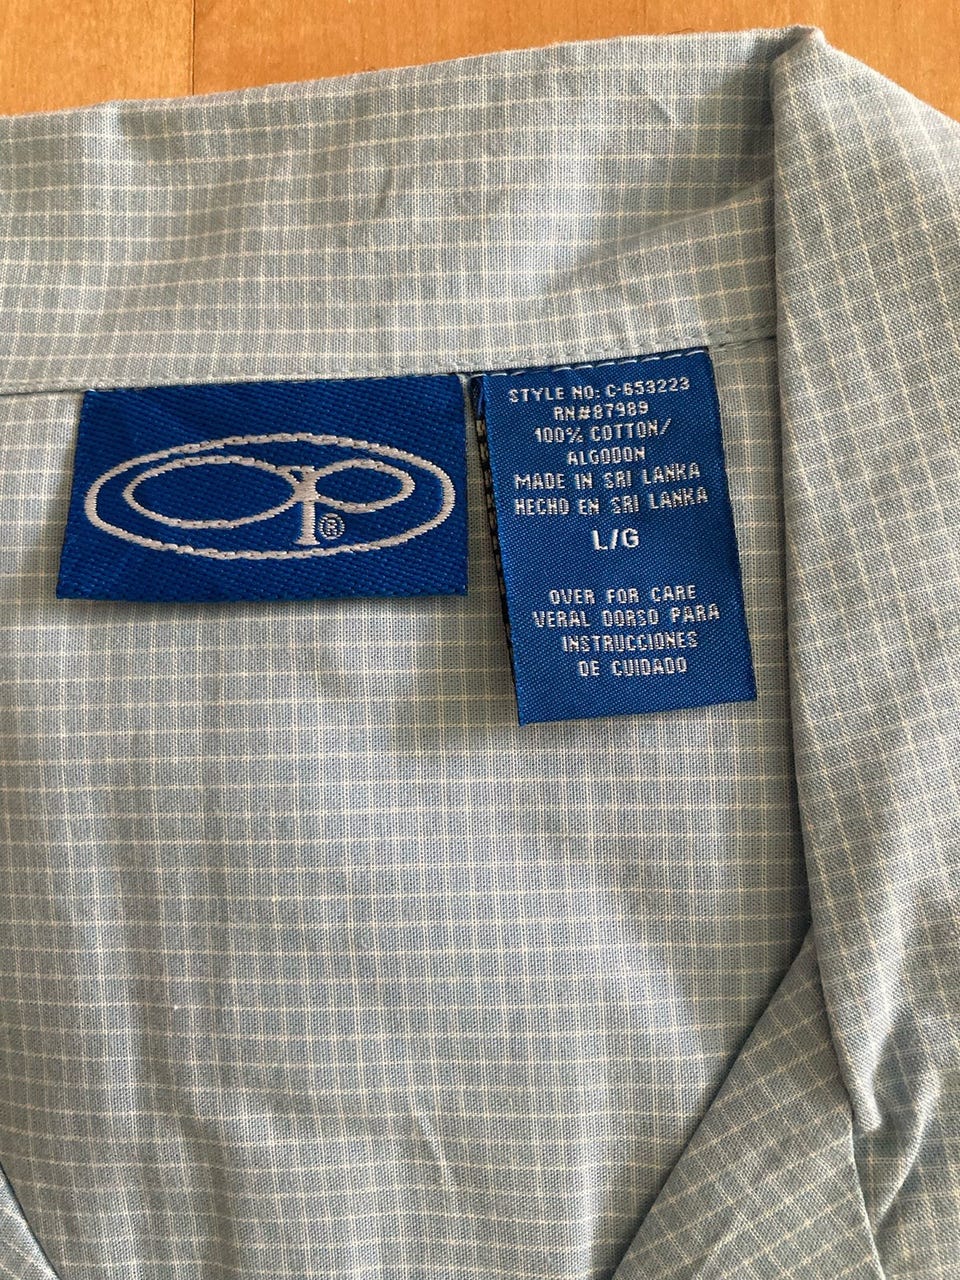 Op®
STYLE NO: C-653223
RN#87989
100% COTTON/
ALGODON
MADE IN SRI LANKA
HECHO EN SRI LANKA
L/G
OVER FOR CARE
VERAL DORSO PARA
INSTRUCCIONES
DE CUIDADO